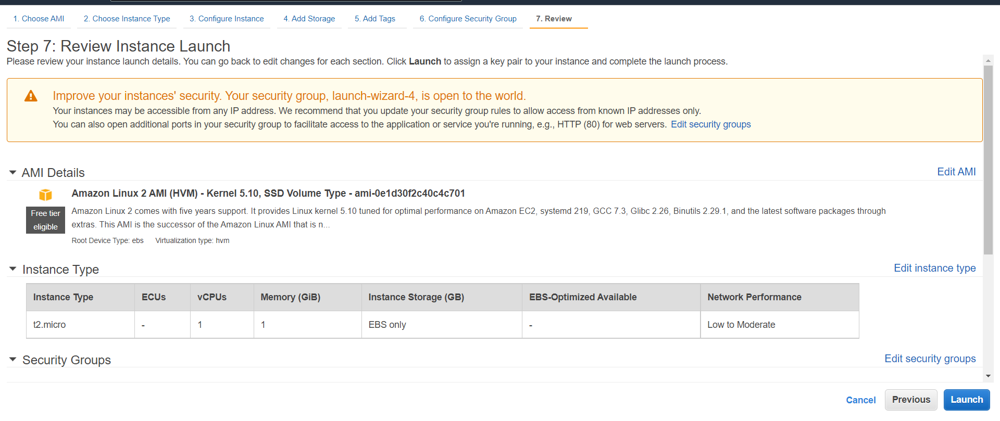 1. Choose AMI 2. Choose Instance Type 3. Configure Instance 4. Add Storage 5. Add Tags 6. Configure Security Group 7. Review
Step 7: Review Instance Launch
Please review your instance launch details. You can go back to edit changes for each section. Click Launch to assign a key pair to your instance and complete the launch process.
Improve your instances' security. Your security group, launch-wizard-4, is open to the world.
Your instances may be accessible from any IP address. We recommend that you update your security group rules to allow access from known IP addresses only.
You can also open additional ports in your security group to facilitate access to the application or service you're running, e.g., HTTP (80) for web servers. Edit security groups
AMI Details Edit AMI
Amazon Linux 2 AMI (HVM) - Kernel 5.10, SSD Volume Type - ami-0e1d30f2c40c4c701
Free tier eligible
Amazon Linux 2 comes with five years support. It provides Linux kernel 5.10 tuned for optimal performance on Amazon EC2, systemd 219, GCC 7.3, Glibc 2.26, Binutils 2.29.1, and the latest software packages through
extras. This AMI is the successor of the Amazon Linux AMI that is n...
Root Device Type: ebs Virtualization type: hvm
Instance Type Edit instance type
Instance Type ECUs vCPUs Memory (GiB) Instance Storage (GB) EBS-Optimized Available Network Performance
t2.micro - 1 1 EBS only - Low to Moderate
Security Groups Edit security groups
Cancel Previous Launch